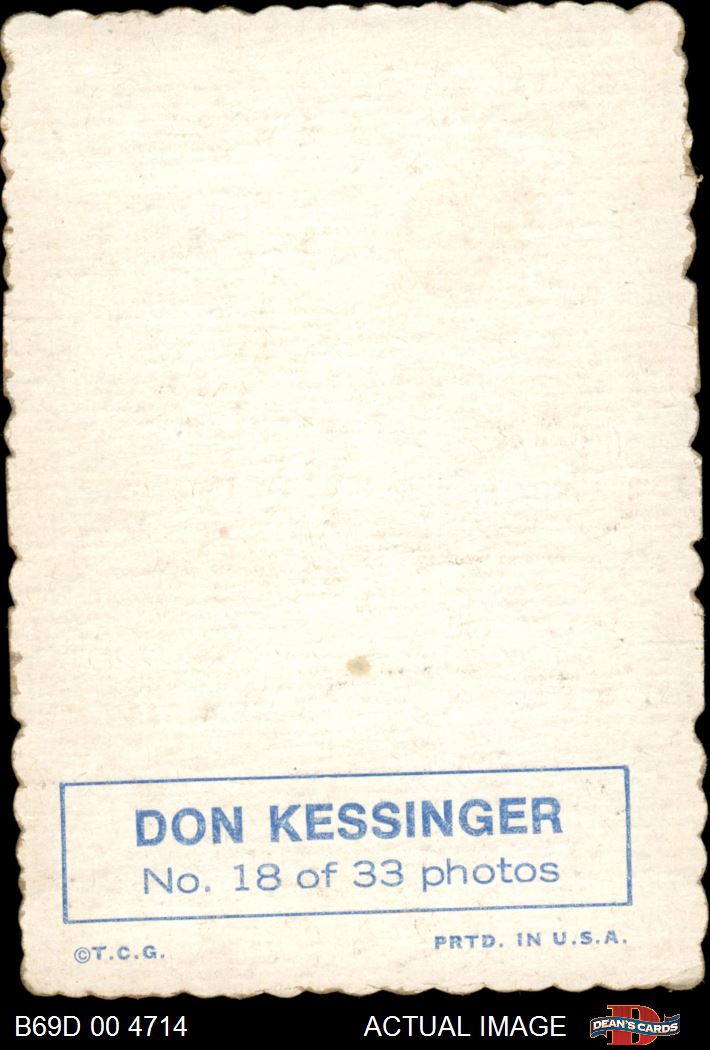 DON KESSINGER
No. 18 of 33 photos
©T.C.G.
PRTD. IN U.S.A.
B69D 00 4714
ACTUAL IMAGE
DEAN'S CARDS